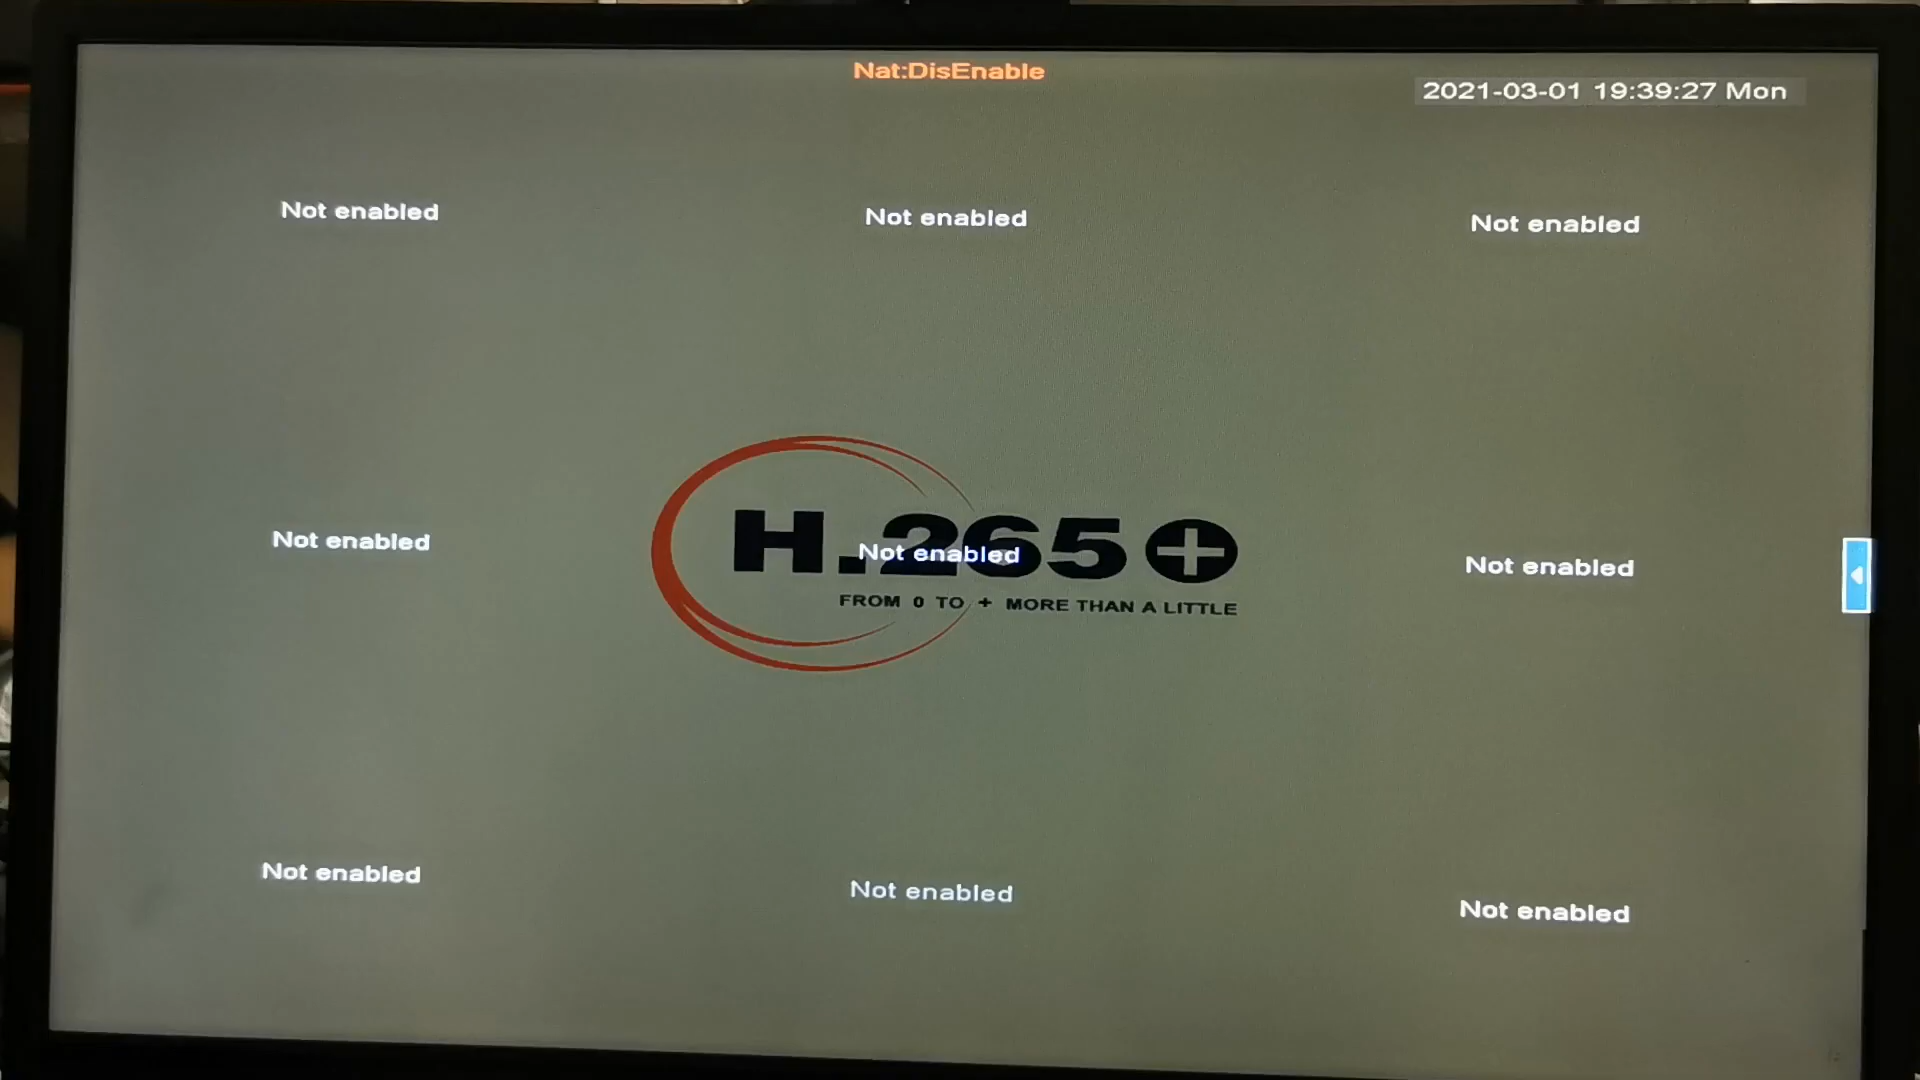 Nat:DisEnable
2021-03-01 19:39:27 Mon
Not enabled
Not enabled
Not enabled
H.265+
Not enabled
Not enabled
Not enabled
FROM 0 TO + MORE THAN A LITTLE
Not enabled
Not enabled
Not enabled